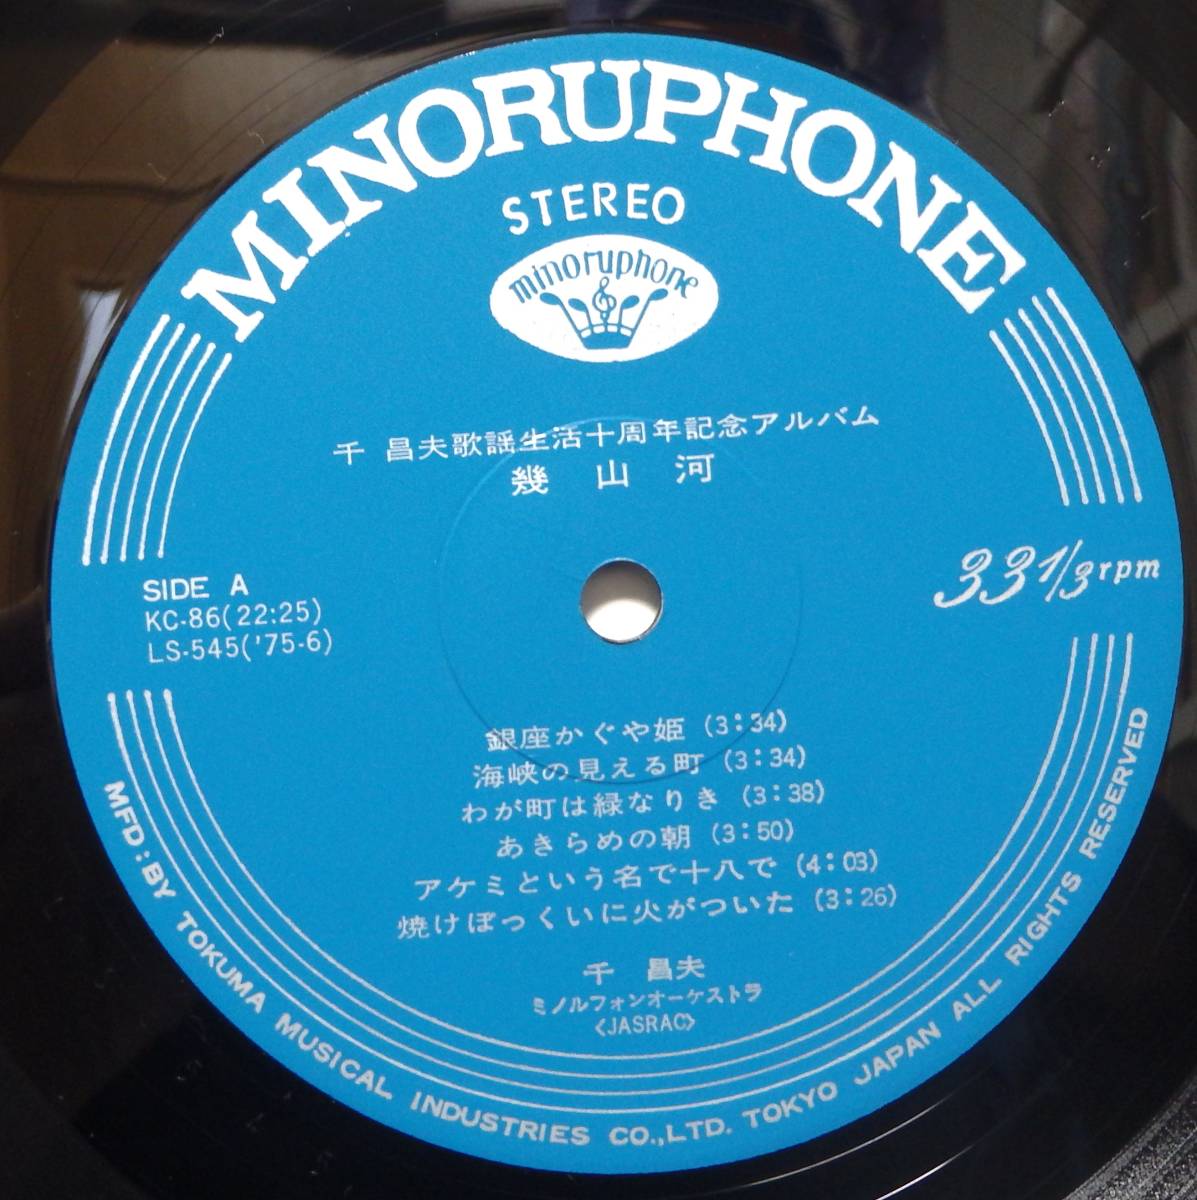 MINORUPHONE
STEREO
minoruphone
千 昌夫歌謡生活十周年記念アルバム
幾 山 河
SIDE A
KC-86(22:25)
LS-545('75-6)
33 1/3 rpm
銀座かぐや姫 (3:34)
海峡の見える町 (3:34)
わが町は緑なりき (3:38)
あきらめの朝 (3:50)
アケミという名で十八で (4:03)
焼けぼっくいに火がついた (3:26)
千 昌夫
ミノルフォンオーケストラ
〈JASRAC〉
MFD:BY TOKUMA MUSICAL INDUSTRIES CO.,LTD. TOKYO JAPAN ALL RIGHTS RESERVED